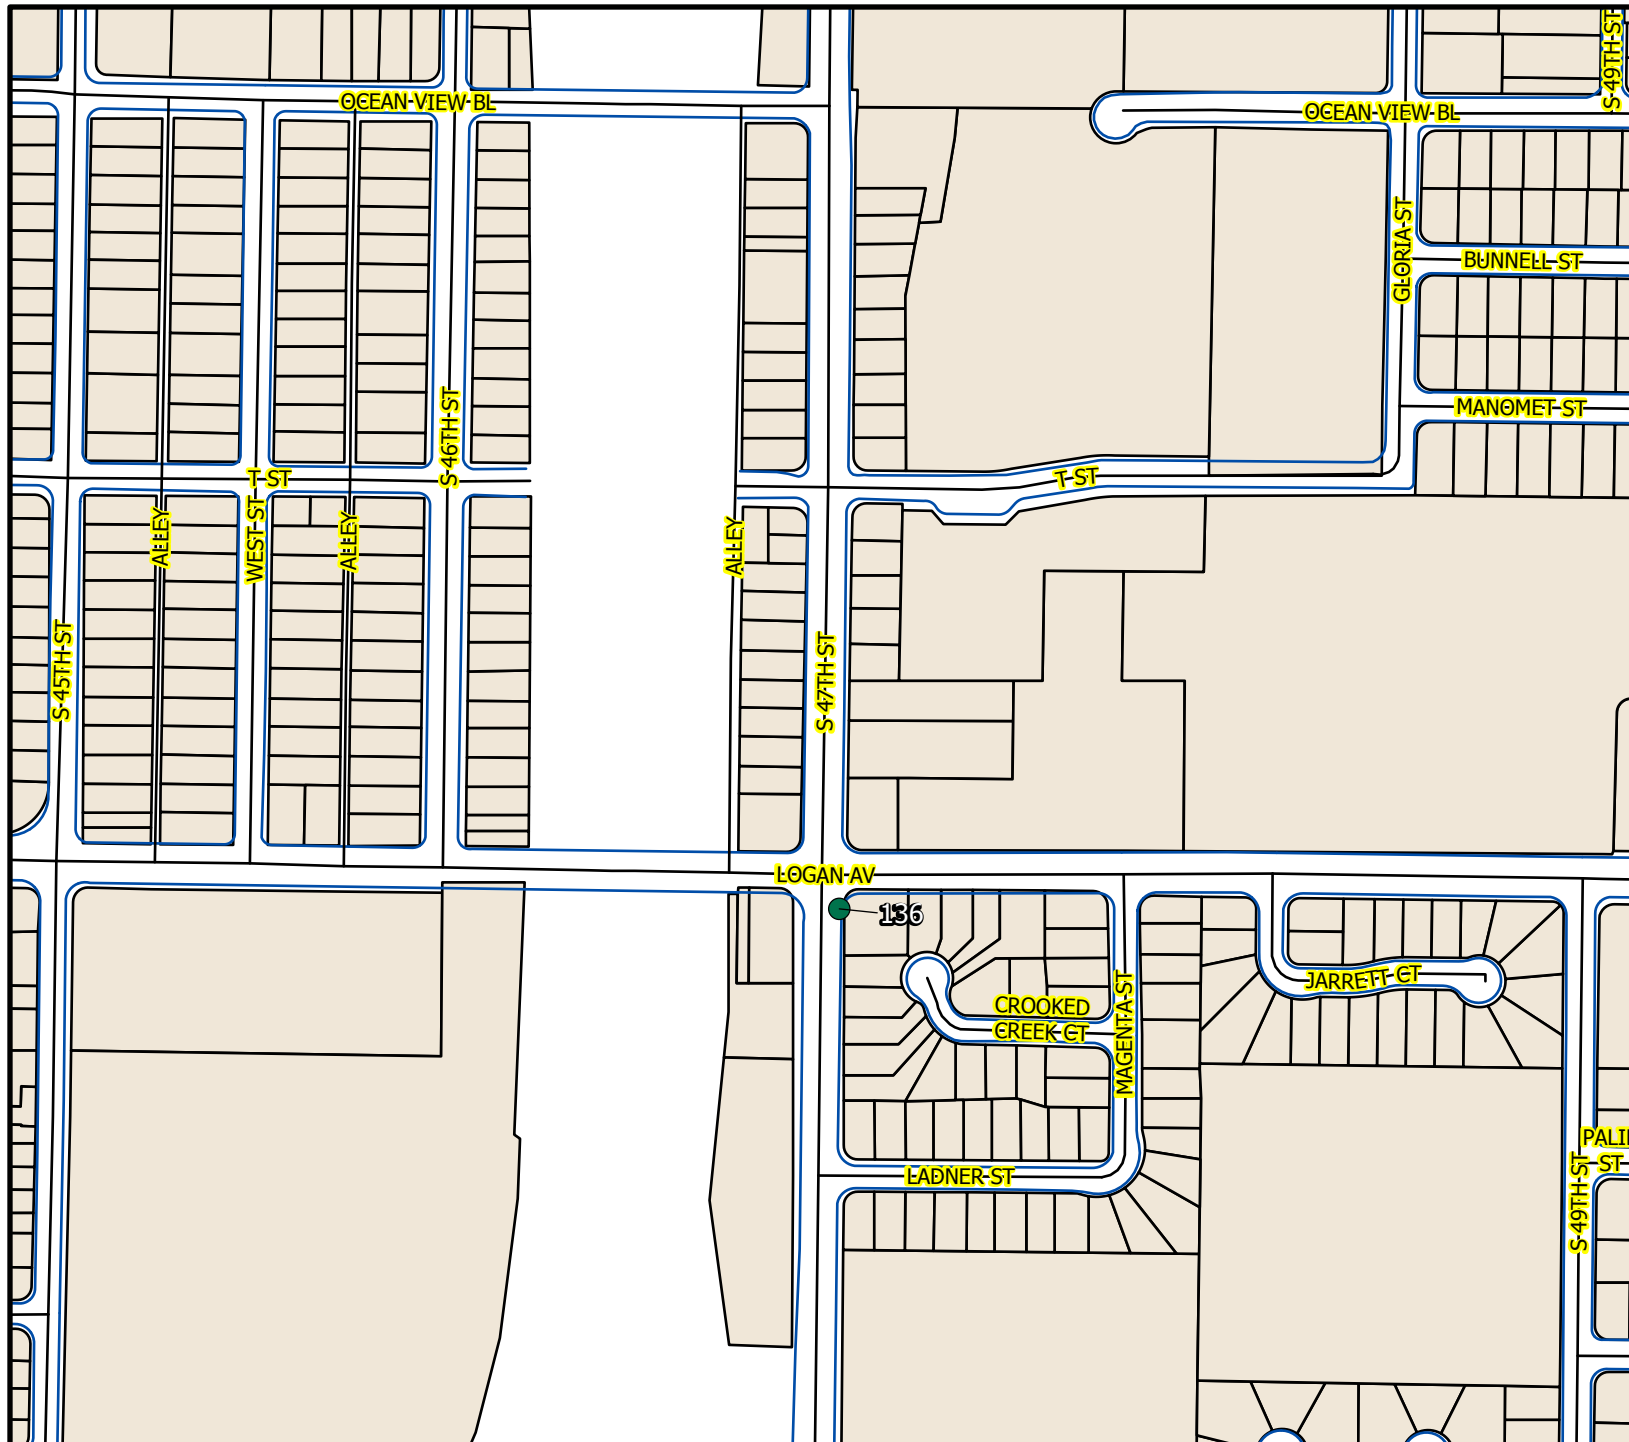 S 49TH ST
OCEAN VIEW BL
OCEAN VIEW BL
GLORIA ST
BUNNELL ST
MANOMET ST
S 46TH ST
T ST
T ST
ALLEY
WEST ST
ALLEY
ALLEY
S 45TH ST
S 47TH ST
LOGAN AV
136
JARRETT CT
CROOKED
CREEK CT
MAGENTA ST
PALI
ST
LADNER ST
S 49TH ST